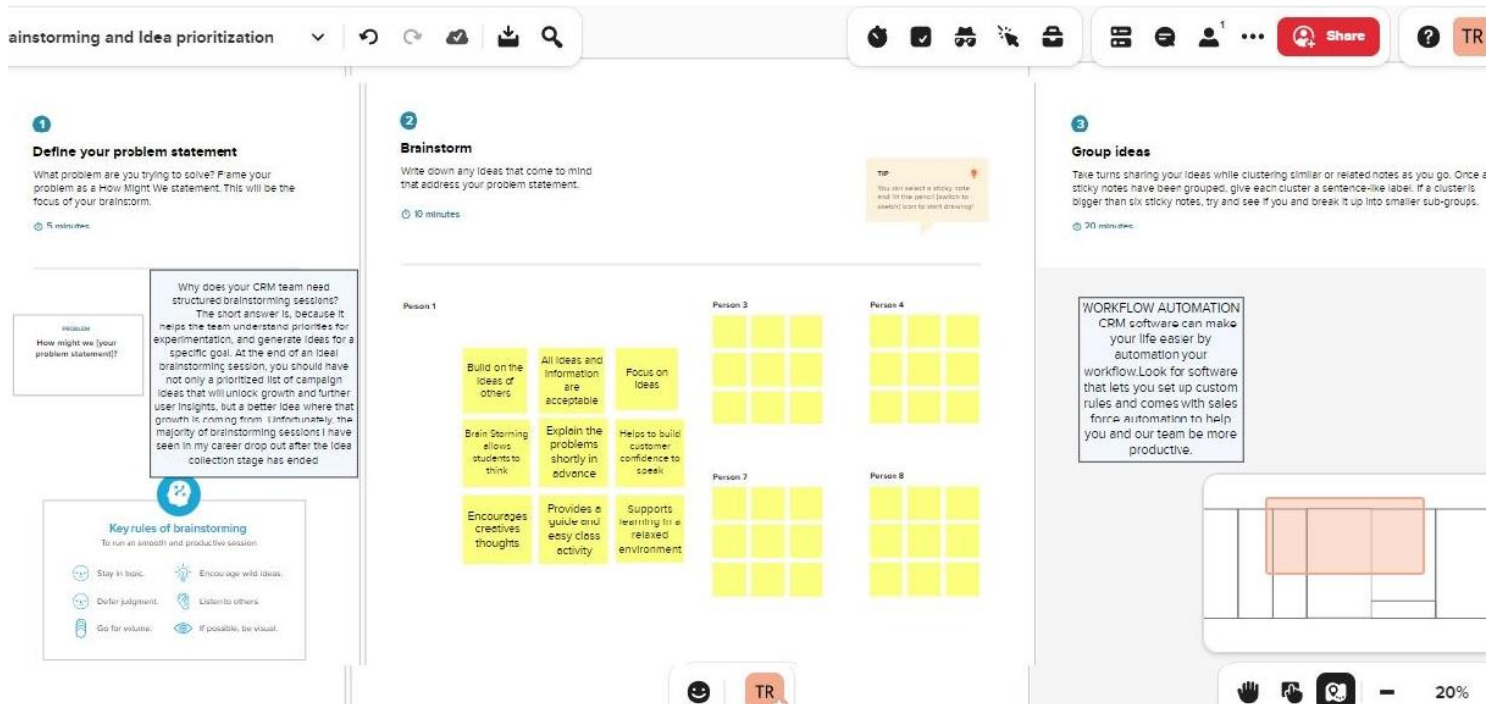 ainstorming and Idea prioritization
1
Share
TR
1
Define your problem statement
What problem are you trying to solve? Frame your
problem as a How Might We statement. This will be the
focus of your brainstorm.
5 minutes
PROBLEM
How might we [your
problem statement]?
Why does your CRM team need
structured brainstorming sessions?
The short answer is, because it
helps the team understand priorities for
experimentation, and generate ideas for a
specific goal. At the end of an ideal
brainstorming session, you should have
not only a prioritized list of campaign
ideas that will unlock growth and further
user insights, but a better idea where that
growth is coming from. Unfortunately, the
majority of brainstorming sessions I have
seen in my career drop out after the idea
collection stage has ended
Key rules of brainstorming
To run an smooth and productive session
Stay in topic.
Encourage wild ideas.
Defer judgment.
Listen to others.
Go for volume.
If possible, be visual.
2
Brainstorm
Write down any ideas that come to mind
that address your problem statement.
10 minutes
TIP
You can select a sticky note
and hit the pencil [switch to
sketch] icon to start drawing!
Person 1
Build on the
ideas of
others
All ideas and
information
are
acceptable
Focus on
ideas
Brain Storming
allows
students to
think
Explain the
problems
shortly in
advance
Helps to build
customer
confidence to
speak
Encourages
creatives
thoughts
Provides a
guide and
easy class
activity
Supports
learning in a
relaxed
environment
Person 3
Person 4
Person 7
Person 8
3
Group ideas
Take turns sharing your ideas while clustering similar or related notes as you go. Once a
sticky notes have been grouped, give each cluster a sentence-like label. If a cluster is
bigger than six sticky notes, try and see if you and break it up into smaller sub-groups.
20 minutes
WORKFLOW AUTOMATION
CRM software can make
your life easier by
automation your
workflow.Look for software
that lets you set up custom
rules and comes with sales
force automation to help
you and our team be more
productive.
TR
20%